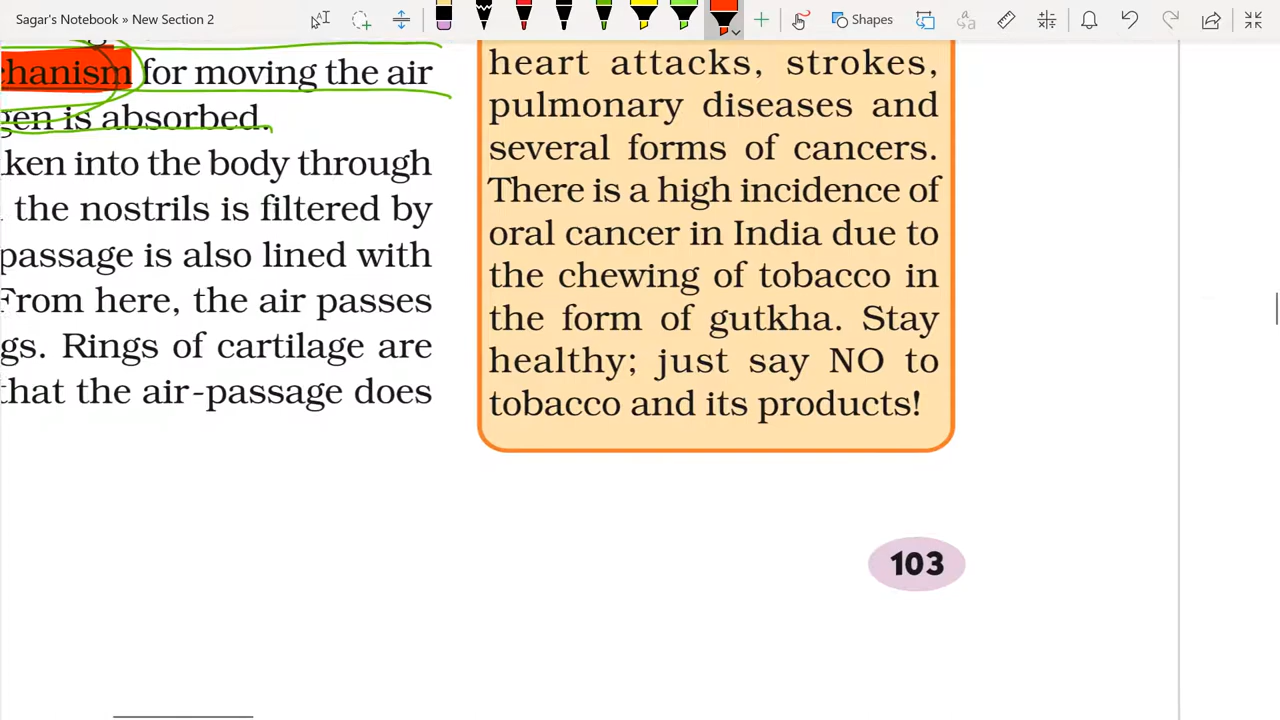 Sagar's Notebook » New Section 2
Shapes
chanism for moving the air
gen is absorbed.
ken into the body through
the nostrils is filtered by
passage is also lined with
From here, the air passes
gs. Rings of cartilage are
that the air-passage does
heart attacks, strokes,
pulmonary diseases and
several forms of cancers.
There is a high incidence of
oral cancer in India due to
the chewing of tobacco in
the form of gutkha. Stay
healthy; just say NO to
tobacco and its products!
103